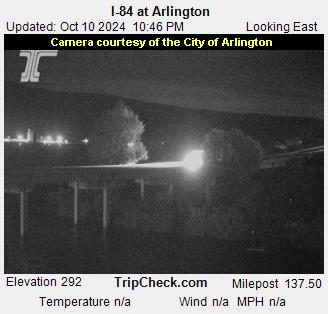 I-84 at Arlington
Updated: Oct 10 2024 10:46 PM Looking East
Camera courtesy of the City of Arlington
Elevation 292 TripCheck.com Milepost 137.50
Temperature n/a Wind n/a MPH n/a